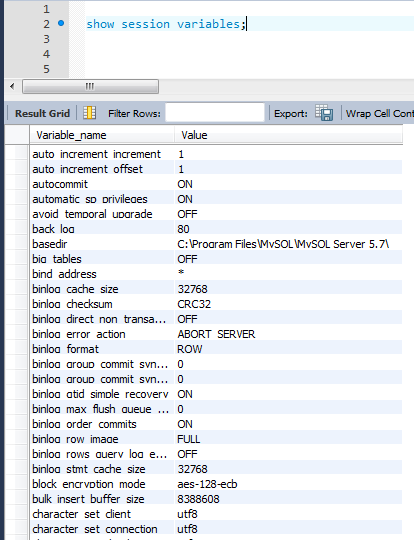 1
2 show session variables;
3
4
5
Result Grid Filter Rows: Export: Wrap Cell Cont
Variable_name Value
auto_increment_increment 1
auto_increment_offset 1
autocommit ON
automatic_sp_privileges ON
avoid_temporal_upgrade OFF
back_log 80
basedir C:\Program Files\MySQL\MySQL Server 5.7\
big_tables OFF
bind_address *
binlog_cache_size 32768
binlog_checksum CRC32
binlog_direct_non_transa... OFF
binlog_error_action ABORT_SERVER
binlog_format ROW
binlog_group_commit_syn... 0
binlog_group_commit_syn... 0
binlog_gtid_simple_recovery ON
binlog_max_flush_queue_... 0
binlog_order_commits ON
binlog_row_image FULL
binlog_rows_query_log_e... OFF
binlog_stmt_cache_size 32768
block_encryption_mode aes-128-ecb
bulk_insert_buffer_size 8388608
character_set_client utf8
character_set_connection utf8